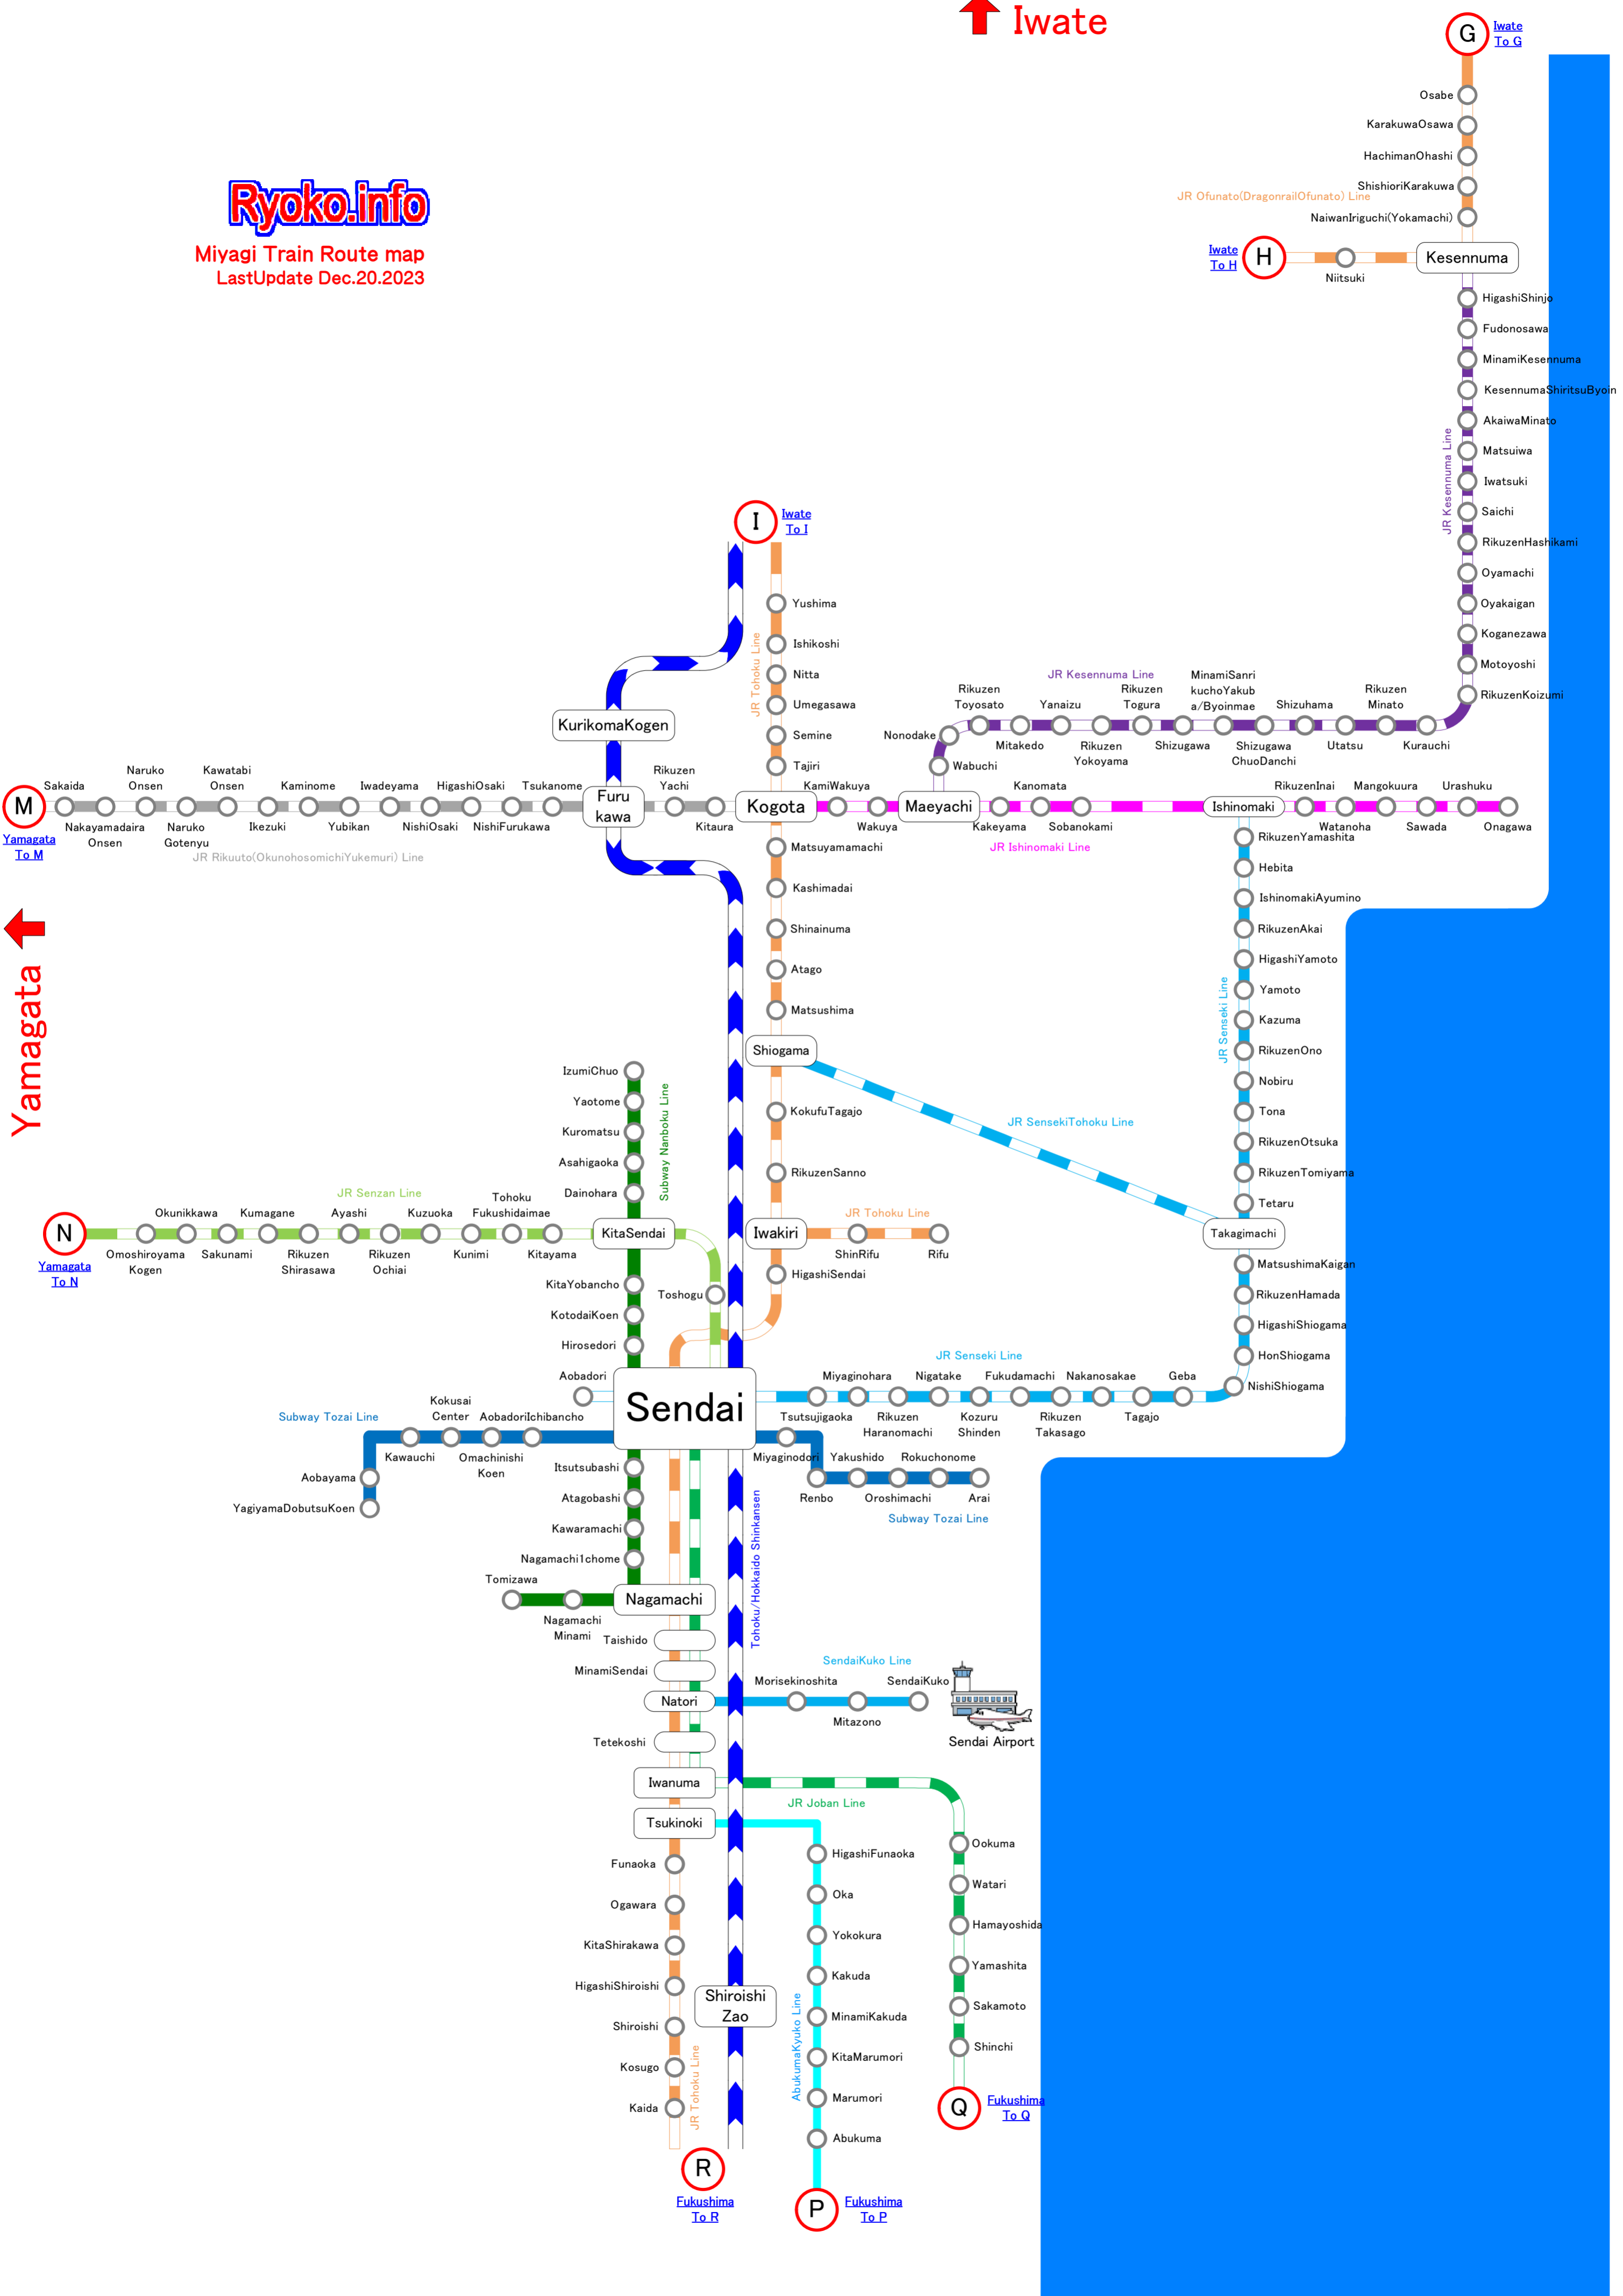 Iwate
G
Iwate
To G
Osabe
KarakuwaOsawa
HachimanOhashi
ShishioriKarakuwa
JR Ofunato(DragonrailOfunato) Line
NaiwanIriguchi(Yokamachi)
Ryoko.info
Miyagi Train Route map
LastUpdate Dec.20.2023
Iwate
To H
H
Niitsuki
Kesennuma
HigashiShinjo
Fudonosawa
MinamiKesennuma
KesennumaShiritsuByoin
AkaiwaMinato
Matsuiwa
JR Kesennuma Line
Iwatsuki
Saichi
RikuzenHashikami
Oyamachi
Oyakaigan
Koganezawa
Motoyoshi
RikuzenKoizumi
I
Iwate
To I
Yushima
JR Tohoku Line
Ishikoshi
Nitta
Umegasawa
Semine
Tajiri
KurikomaKogen
JR Kesennuma Line
Nonodake
Wabuchi
Rikuzen
Toyosato
Mitakedo
Yanaizu
Rikuzen
Yokoyama
Rikuzen
Togura
Shizugawa
MinamiSanri
kuchoYakub
a/Byoinmae
Shizugawa
ChuoDanchi
Shizuhama
Utatsu
Rikuzen
Minato
Kurauchi
M
Yamagata
To M
Sakaida
Nakayamadaira
Onsen
Naruko
Onsen
Naruko
Gotenyu
Kawatabi
Onsen
Ikezuki
Kaminome
Yubikan
Iwadeyama
NishiOsaki
HigashiOsaki
NishiFurukawa
Tsukanome
Furu
kawa
Rikuzen
Yachi
Kitaura
Kogota
KamiWakuya
Wakuya
Maeyachi
Kakeyama
Kanomata
Sobanokami
Ishinomaki
RikuzenInai
Watanoha
Mangokuura
Sawada
Urashuku
Onagawa
JR Rikuuto(OkunohosomichiYukemuri) Line
JR Ishinomaki Line
Matsuyamamachi
Kashimadai
Shinainuma
Atago
Matsushima
Shiogama
KokufuTagajo
RikuzenSanno
RikuzenYamashita
Hebita
IshinomakiAyumino
RikuzenAkai
HigashiYamoto
Yamoto
Kazuma
JR Senseki Line
RikuzenOno
Nobiru
Tona
RikuzenOtsuka
RikuzenTomiyama
Tetaru
Takagimachi
MatsushimaKaigan
RikuzenHamada
HigashiShiogama
HonShiogama
NishiShiogama
JR SensekiTohoku Line
Yamagata
IzumiChuo
Yaotome
Kuromatsu
Asahigaoka
Dainohara
Subway Nanboku Line
JR Senzan Line
N
Yamagata
To N
Omoshiroyama
Kogen
Okunikkawa
Sakunami
Kumagane
Rikuzen
Shirasawa
Ayashi
Rikuzen
Ochiai
Kuzuoka
Kunimi
Tohoku
Fukushidaimae
Kitayama
KitaSendai
Iwakiri
JR Tohoku Line
ShinRifu
Rifu
HigashiSendai
KitaYobancho
Toshogu
KotodaiKoen
Hirosedori
Aobadori
Sendai
JR Senseki Line
Tsutsujigaoka
Miyaginohara
Rikuzen
Haranomachi
Nigatake
Kozuru
Shinden
Fukudamachi
Rikuzen
Takasago
Nakanosakae
Tagajo
Geba
Subway Tozai Line
Kokusai
Center
AobadoriIchibancho
Kawauchi
Omachinishi
Koen
Aobayama
YagiyamaDobutsuKoen
Miyaginodori
Renbo
Yakushido
Oroshimachi
Rokuchonome
Arai
Subway Tozai Line
Itsutsubashi
Atagobashi
Kawaramachi
Nagamachi1chome
Tomizawa
Nagamachi
Minami
Nagamachi
Tohoku/Hokkaido Shinkansen
Taishido
MinamiSendai
Natori
SendaiKuko Line
Morisekinoshita
Mitazono
SendaiKuko
Sendai Airport
Tetekoshi
Iwanuma
JR Joban Line
Tsukinoki
Funaoka
Ogawara
KitaShirakawa
HigashiShiroishi
Shiroishi
Kosugo
Kaida
JR Tohoku Line
Shiroishi
Zao
HigashiFunaoka
Oka
Yokokura
Kakuda
MinamiKakuda
KitaMarumori
Marumori
Abukuma
AbukumaKyuko Line
Ookuma
Watari
Hamayoshida
Yamashita
Sakamoto
Shinchi
Q
Fukushima
To Q
R
Fukushima
To R
P
Fukushima
To P